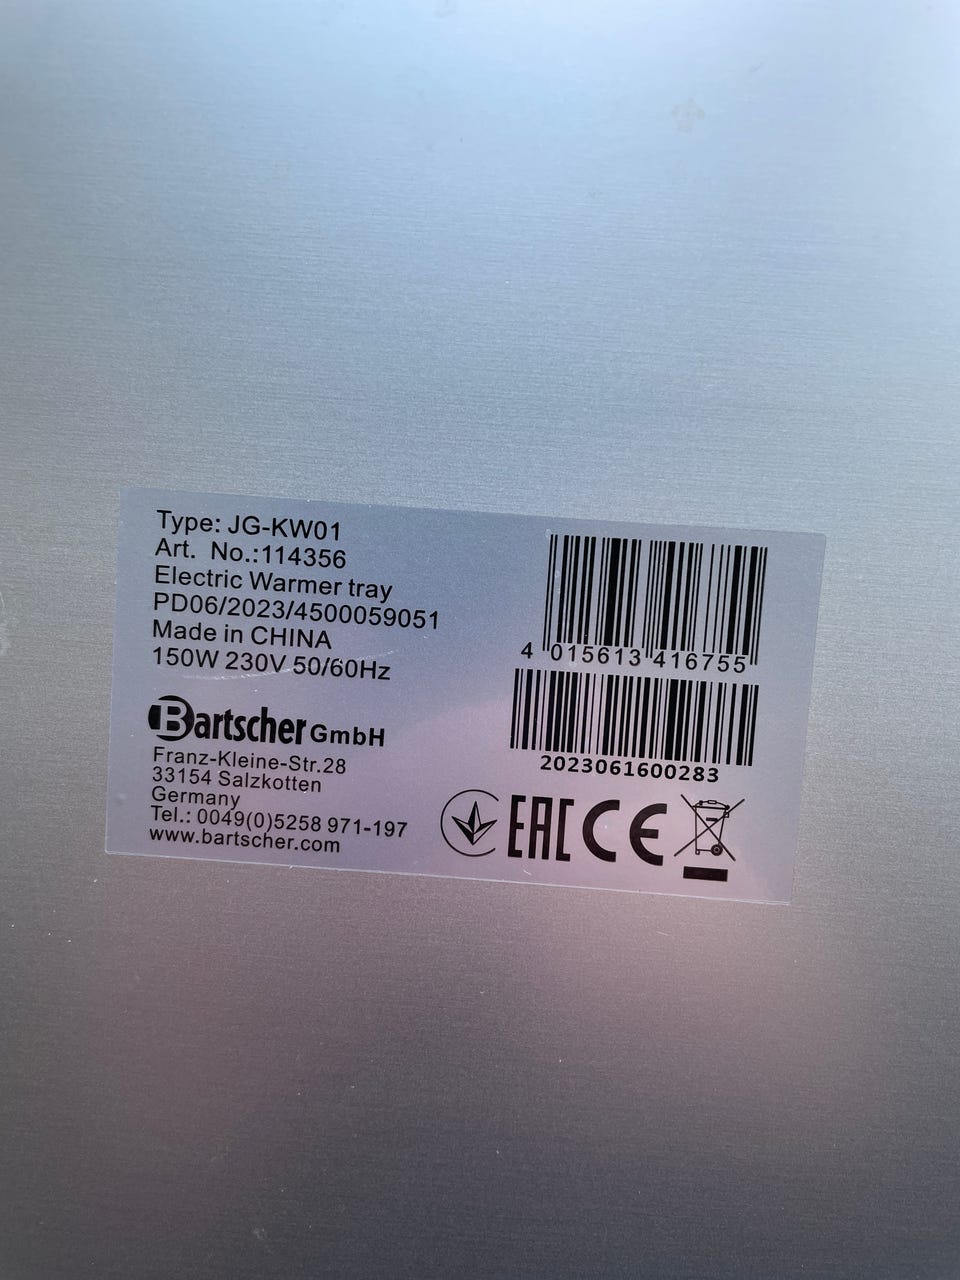 Type: JG-KW01
Art. No.:114356
Electric Warmer tray
PD06/2023/4500059051
Made in CHINA
150W 230V 50/60Hz
Bartscher GmbH
Franz-Kleine-Str.28
33154 Salzkotten
Germany
Tel.: 0049(0)5258 971-197
www.bartscher.com
4 015613 416755
2023061600283
EAC CE